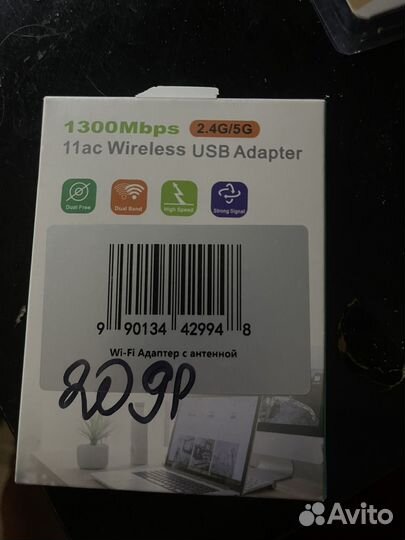 1300Mbps 2.4G/5G
11ac Wireless USB Adapter
Dual Free Dual Band High Speed Strong Signal
9 90134 42994 8
Wi-Fi Адаптер с антенной
809р
Avito